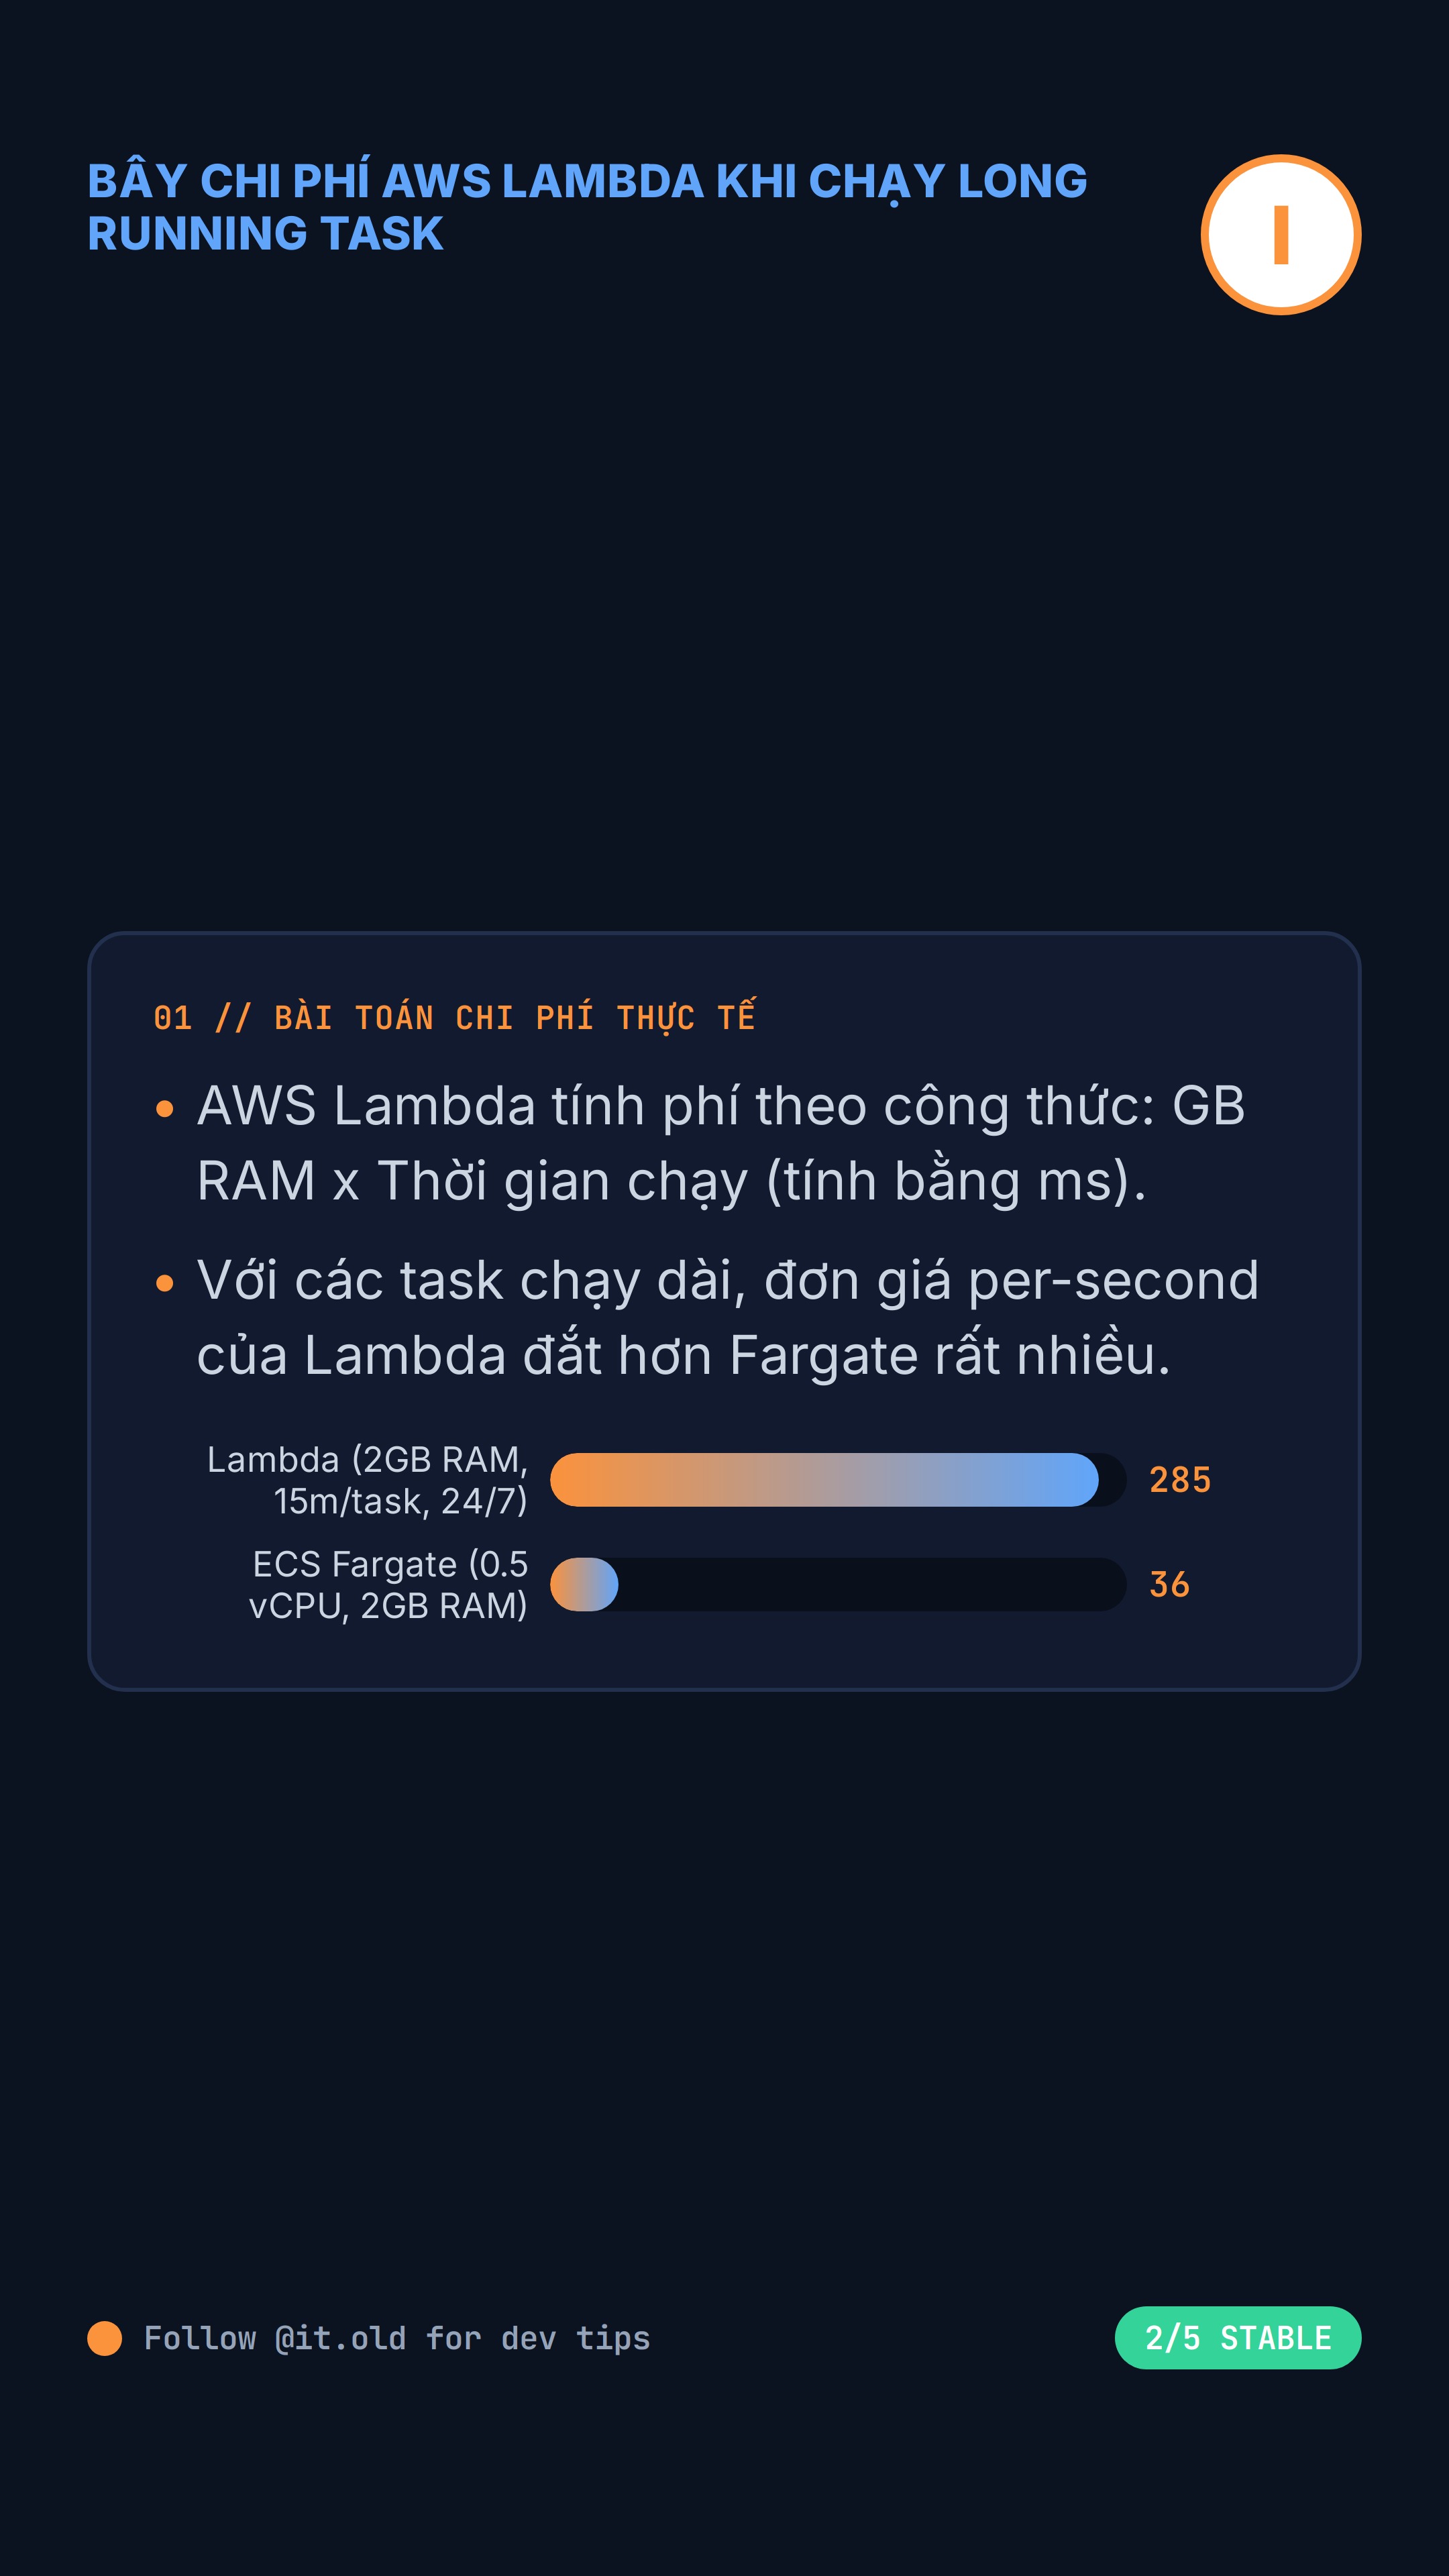 BÂY CHI PHÍ AWS LAMBDA KHI CHẠY LONG
RUNNING TASK
I
01 // BÀI TOÁN CHI PHÍ THỰC TẾ
• AWS Lambda tính phí theo công thức: GB
RAM x Thời gian chạy (tính bằng ms).
• Với các task chạy dài, đơn giá per-second
của Lambda đắt hơn Fargate rất nhiều.
Lambda (2GB RAM,
15m/task, 24/7)
285
ECS Fargate (0.5
vCPU, 2GB RAM)
36
Follow @it.old for dev tips
2/5 STABLE